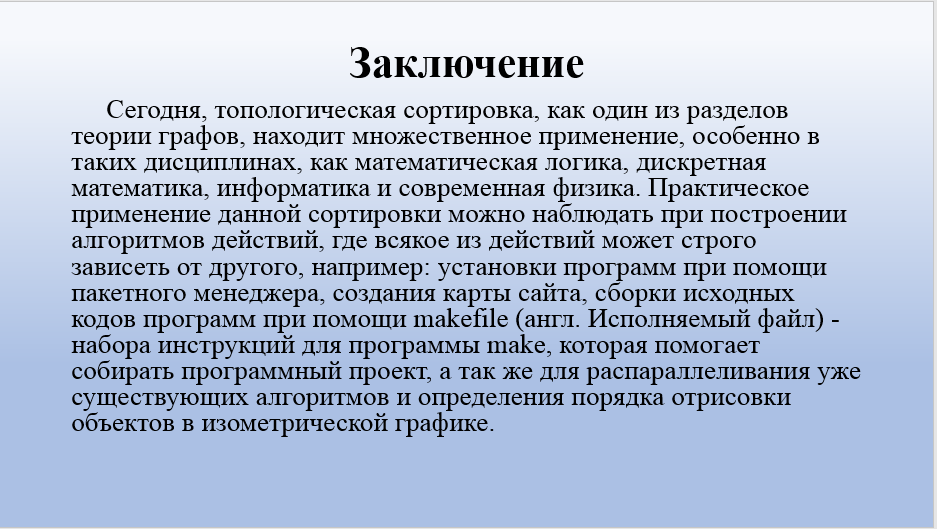 Заключение
Сегодня, топологическая сортировка, как один из разделов
теории графов, находит множественное применение, особенно в
таких дисциплинах, как математическая логика, дискретная
математика, информатика и современная физика. Практическое
применение данной сортировки можно наблюдать при построении
алгоритмов действий, где всякое из действий может строго
зависеть от другого, например: установки программ при помощи
пакетного менеджера, создания карты сайта, сборки исходных
кодов программ при помощи makefile (англ. Исполняемый файл) -
набора инструкций для программы make, которая помогает
собирать программный проект, а так же для распараллеливания уже
существующих алгоритмов и определения порядка отрисовки
объектов в изометрической графике.